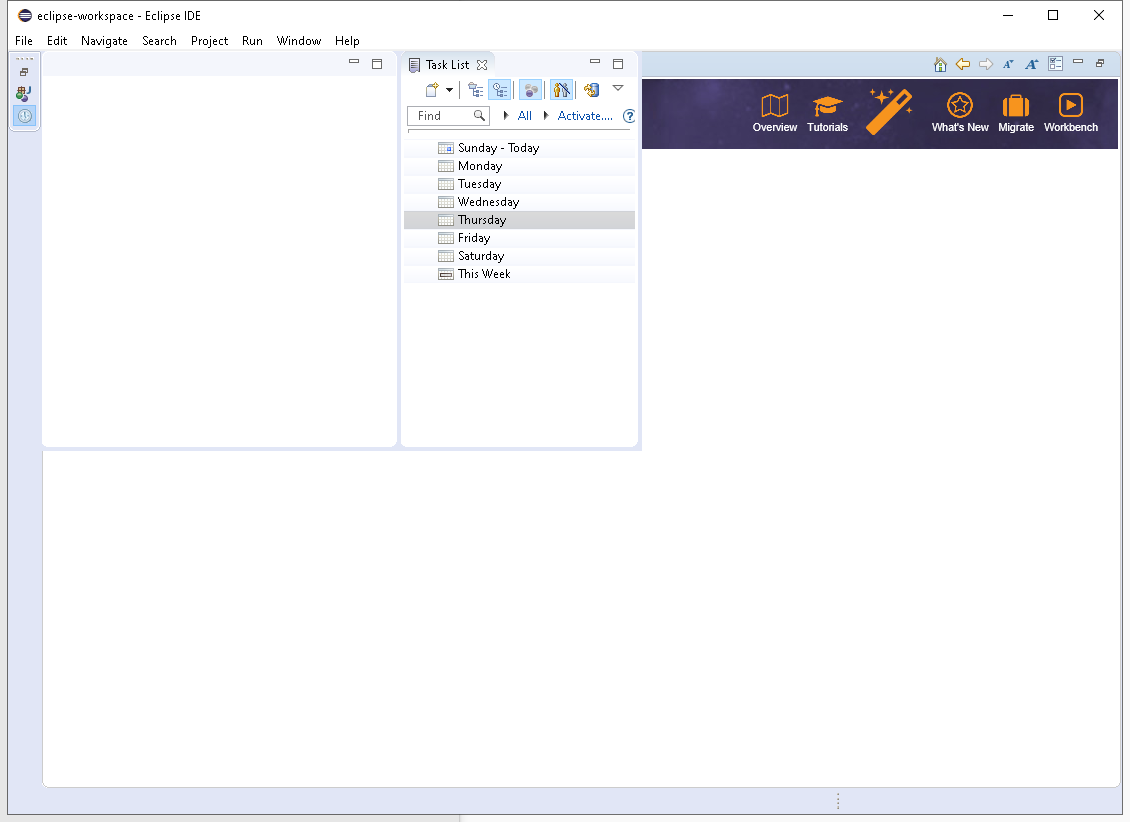 eclipse-workspace - Eclipse IDE
File Edit Navigate Search Project Run Window Help
Task List
Find All Activate....
Sunday - Today
Monday
Tuesday
Wednesday
Thursday
Friday
Saturday
This Week
Overview Tutorials What's New Migrate Workbench